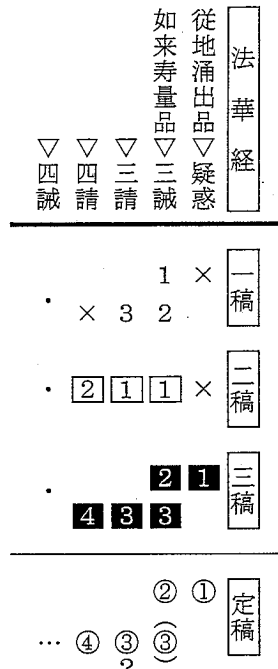 法華経 一稿 二稿 三稿 定稿
従地涌出品▽疑惑 × × 1 ①
如来寿量品▽三誡 1 2 1 2 3 ② (③)
▽三請 3 1 3 ③
▽四請 × 2 4 ④
▽四誡 ・ ・ ・ …